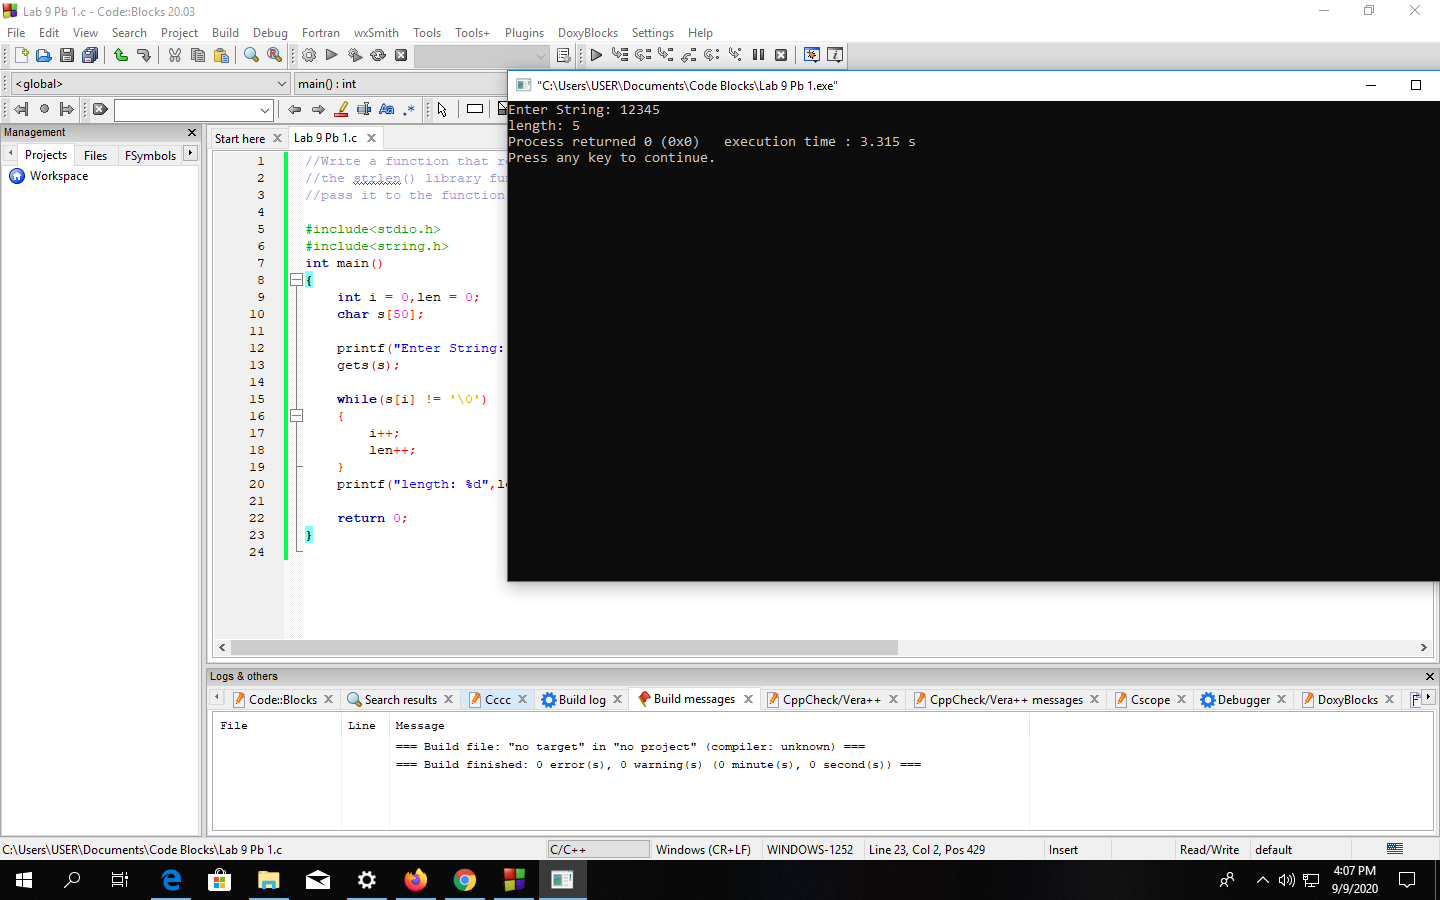 Lab 9 Pb 1.c - Code::Blocks 20.03
File Edit View Search Project Build Debug Fortran wxSmith Tools Tools+ Plugins DoxyBlocks Settings Help
<global> main() : int
Management
Projects Files FSymbols
Workspace
Start here Lab 9 Pb 1.c
1 //Write a function that
2 //the strlen() library
3 //pass it to the function
4
5 #include<stdio.h>
6 #include<string.h>
7 int main()
8 {
9 int i = 0,len = 0;
10 char s[50];
11
12 printf("Enter String:
13 gets(s);
14
15 while(s[i] != '\0')
16 {
17 i++;
18 len++;
19 }
20 printf("length: %d",
21
22 return 0;
23 }
24
"C:\Users\USER\Documents\Code Blocks\Lab 9 Pb 1.exe"
Enter String: 12345
length: 5
Process returned 0 (0x0) execution time : 3.315 s
Press any key to continue.
Logs & others
Code::Blocks Search results Cccc Build log Build messages CppCheck/Vera++ CppCheck/Vera++ messages Cscope Debugger DoxyBlocks F
File Line Message
=== Build file: "no target" in "no project" (compiler: unknown) ===
=== Build finished: 0 error(s), 0 warning(s) (0 minute(s), 0 second(s)) ===
C:\Users\USER\Documents\Code Blocks\Lab 9 Pb 1.c C/C++ Windows (CR+LF) WINDOWS-1252 Line 23, Col 2, Pos 429 Insert Read/Write default
4:07 PM
9/9/2020